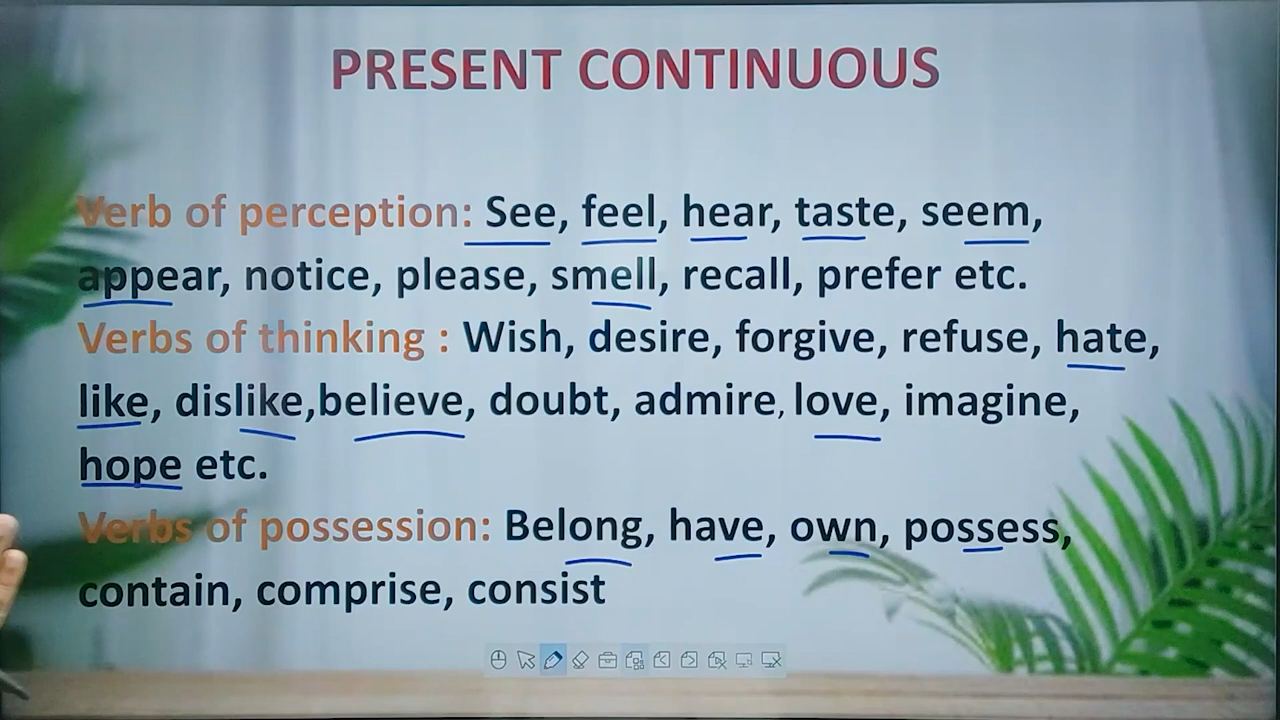 PRESENT CONTINUOUS
Verb of perception: See, feel, hear, taste, seem,
appear, notice, please, smell, recall, prefer etc.
Verbs of thinking : Wish, desire, forgive, refuse, hate,
like, dislike,believe, doubt, admire, love, imagine,
hope etc.
Verbs of possession: Belong, have, own, possess,
contain, comprise, consist